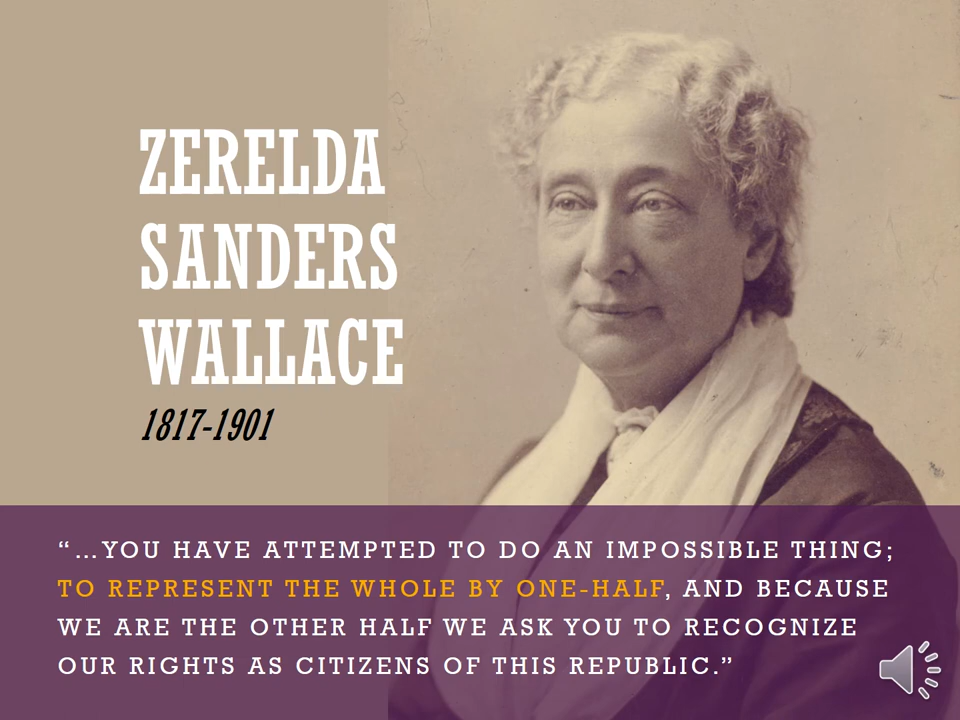 ZERELDA
SANDERS
WALLACE
1817-1901
“…YOU HAVE ATTEMPTED TO DO AN IMPOSSIBLE THING;
TO REPRESENT THE WHOLE BY ONE-HALF, AND BECAUSE
WE ARE THE OTHER HALF WE ASK YOU TO RECOGNIZE
OUR RIGHTS AS CITIZENS OF THIS REPUBLIC.”